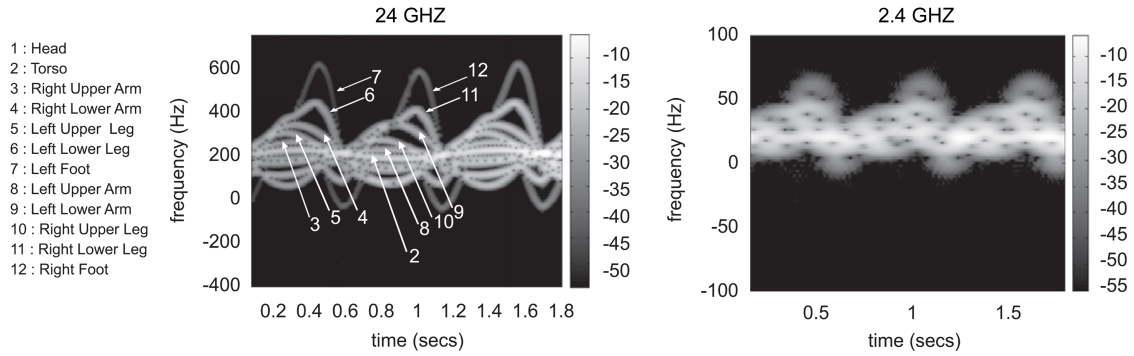 1 : Head
2 : Torso
3 : Right Upper Arm
4 : Right Lower Arm
5 : Left Upper Leg
6 : Left Lower Leg
7 : Left Foot
8 : Left Upper Arm
9 : Left Lower Arm
10 : Right Upper Leg
11 : Right Lower Leg
12 : Right Foot
24 GHZ
frequency (Hz)
600
400
200
0
-200
-400
0.2 0.4 0.6 0.8 1 1.2 1.4 1.6 1.8
time (secs)
7
6
12
11
3
5
4
2
8
10
9
-10
-15
-20
-25
-30
-35
-40
-45
-50
2.4 GHZ
frequency (Hz)
100
50
0
-50
-100
0.5 1 1.5
time (secs)
-10
-15
-20
-25
-30
-35
-40
-45
-50
-55